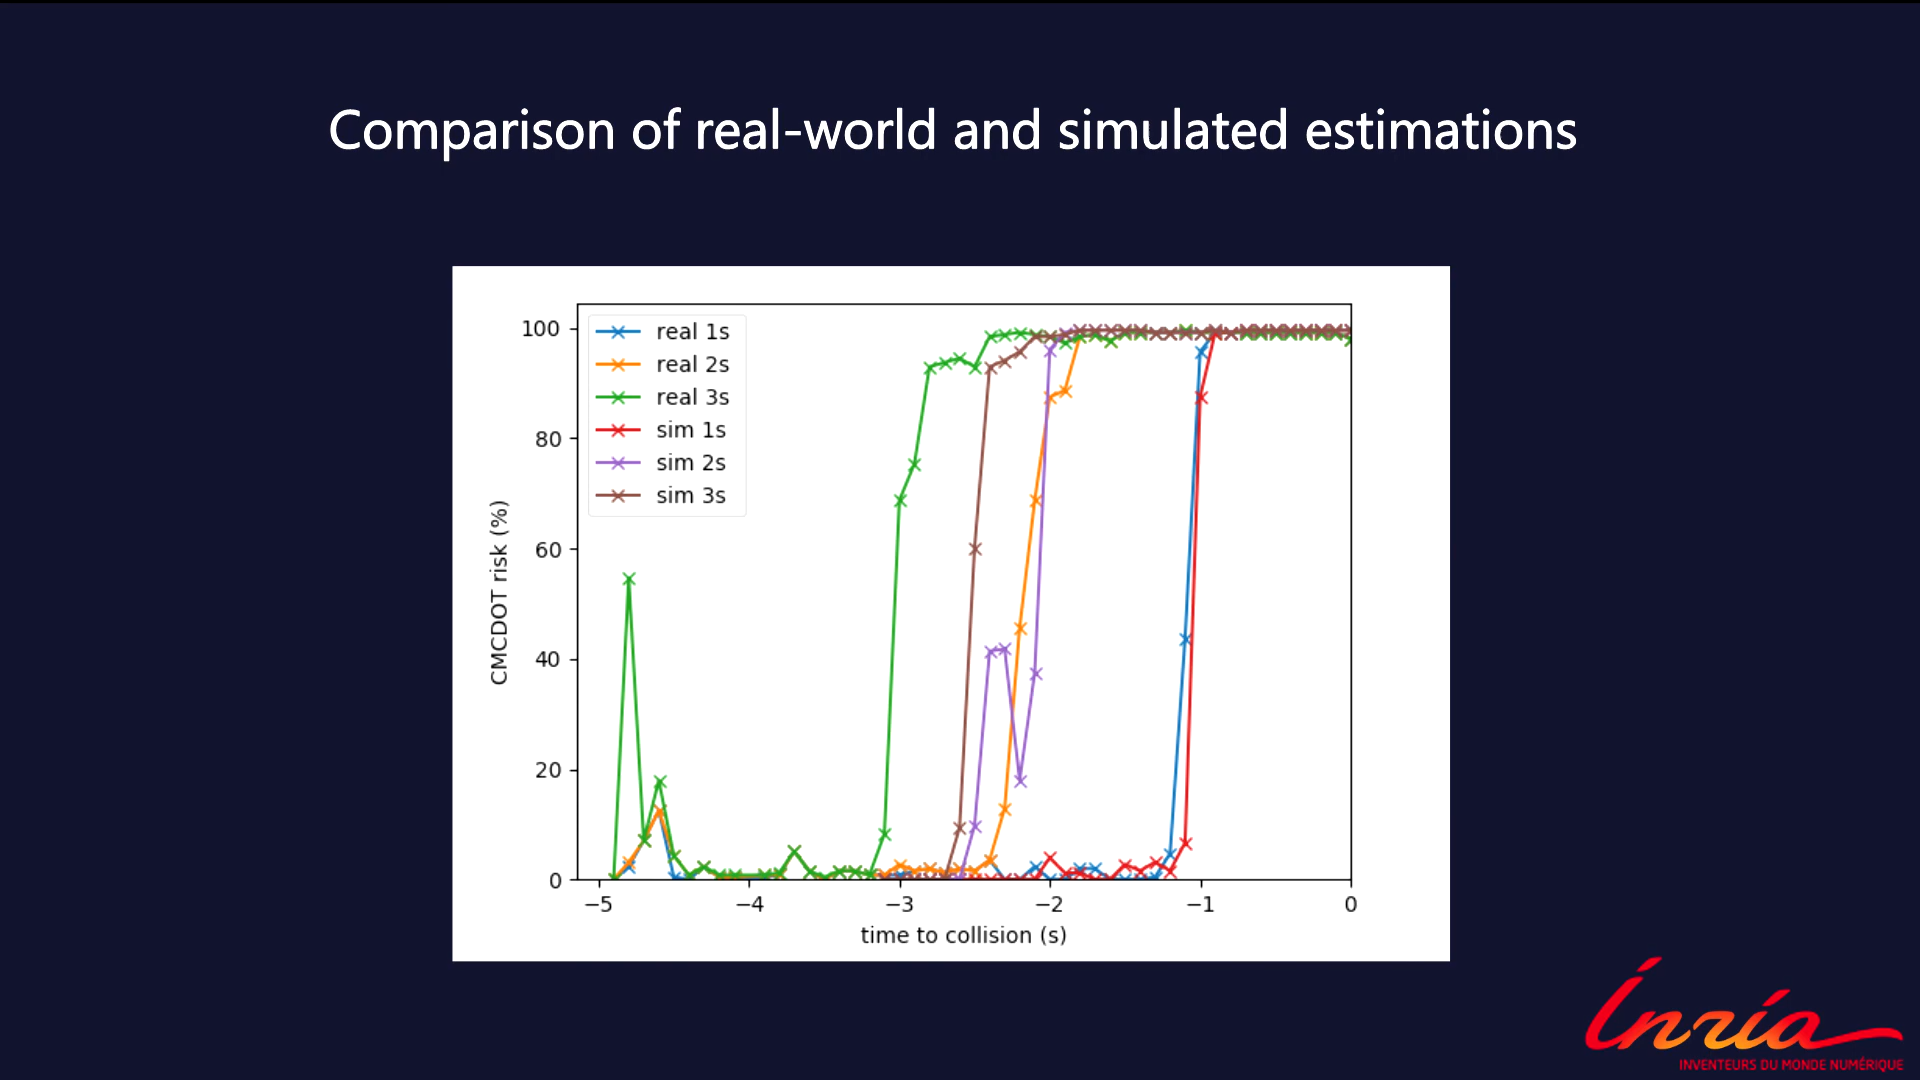 Comparison of real-world and simulated estimations
100
80
60
40
20
0
CMCDOT risk (%)
real 1s
real 2s
real 3s
sim 1s
sim 2s
sim 3s
−5 −4 −3 −2 −1 0
time to collision (s)
Inria
INVENTEURS DU MONDE NUMÉRIQUE